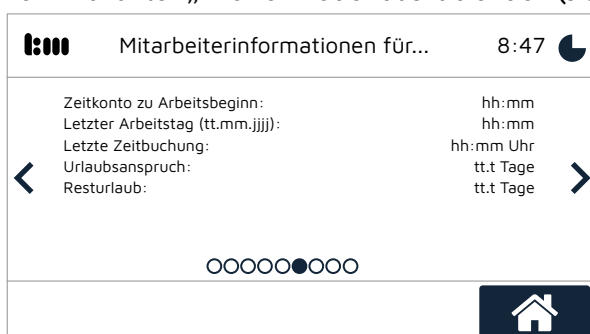 Mitarbeiterinformationen für... 8:47
Zeitkonto zu Arbeitsbeginn: hh:mm
Letzter Arbeitstag (tt.mm.jjjj): hh:mm
Letzte Zeitbuchung: hh:mm Uhr
Urlaubsanspruch: tt.t Tage
Resturlaub: tt.t Tage